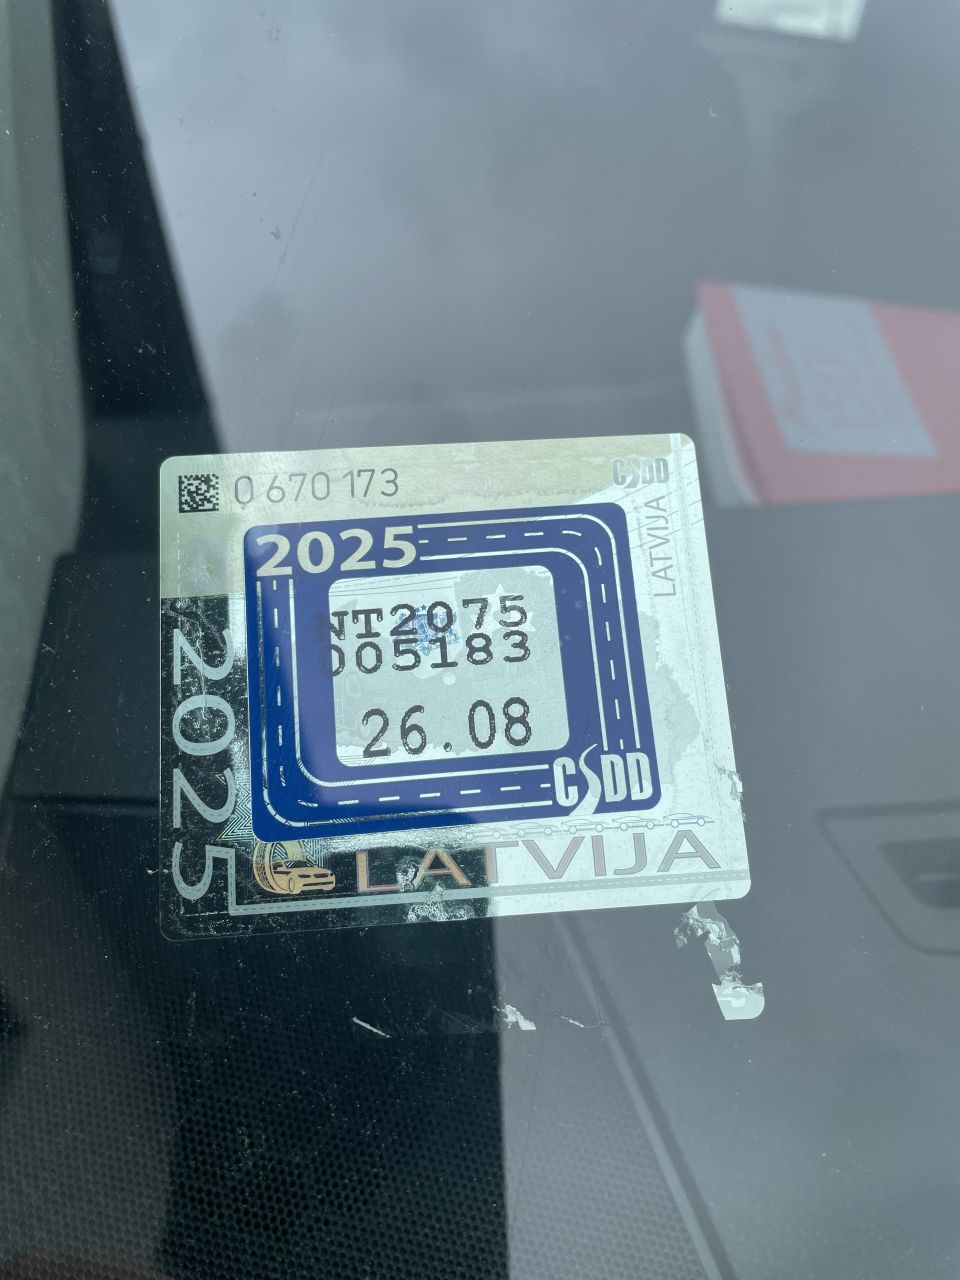 0 670 173
CSDD
LATVIJA
2025
NT2075
005183
26.08
CSDD
2025
LATVIJA